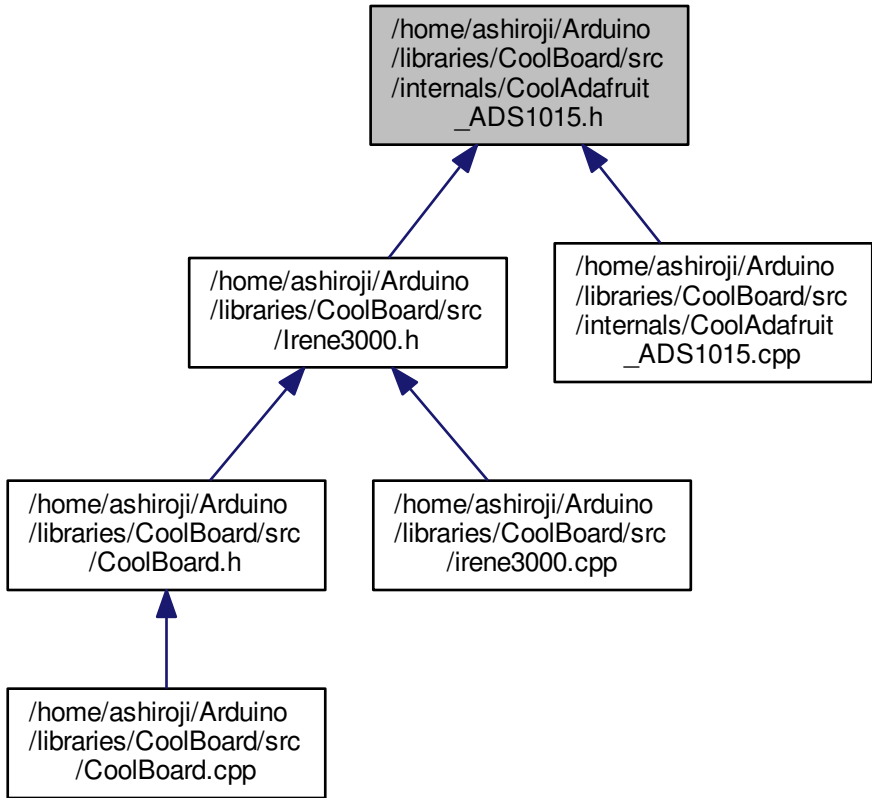 /home/ashiroji/Arduino
/libraries/CoolBoard/src
/internals/CoolAdafruit
_ADS1015.h
/home/ashiroji/Arduino
/libraries/CoolBoard/src
/Irene3000.h
/home/ashiroji/Arduino
/libraries/CoolBoard/src
/internals/CoolAdafruit
_ADS1015.cpp
/home/ashiroji/Arduino
/libraries/CoolBoard/src
/CoolBoard.h
/home/ashiroji/Arduino
/libraries/CoolBoard/src
/irene3000.cpp
/home/ashiroji/Arduino
/libraries/CoolBoard/src
/CoolBoard.cpp